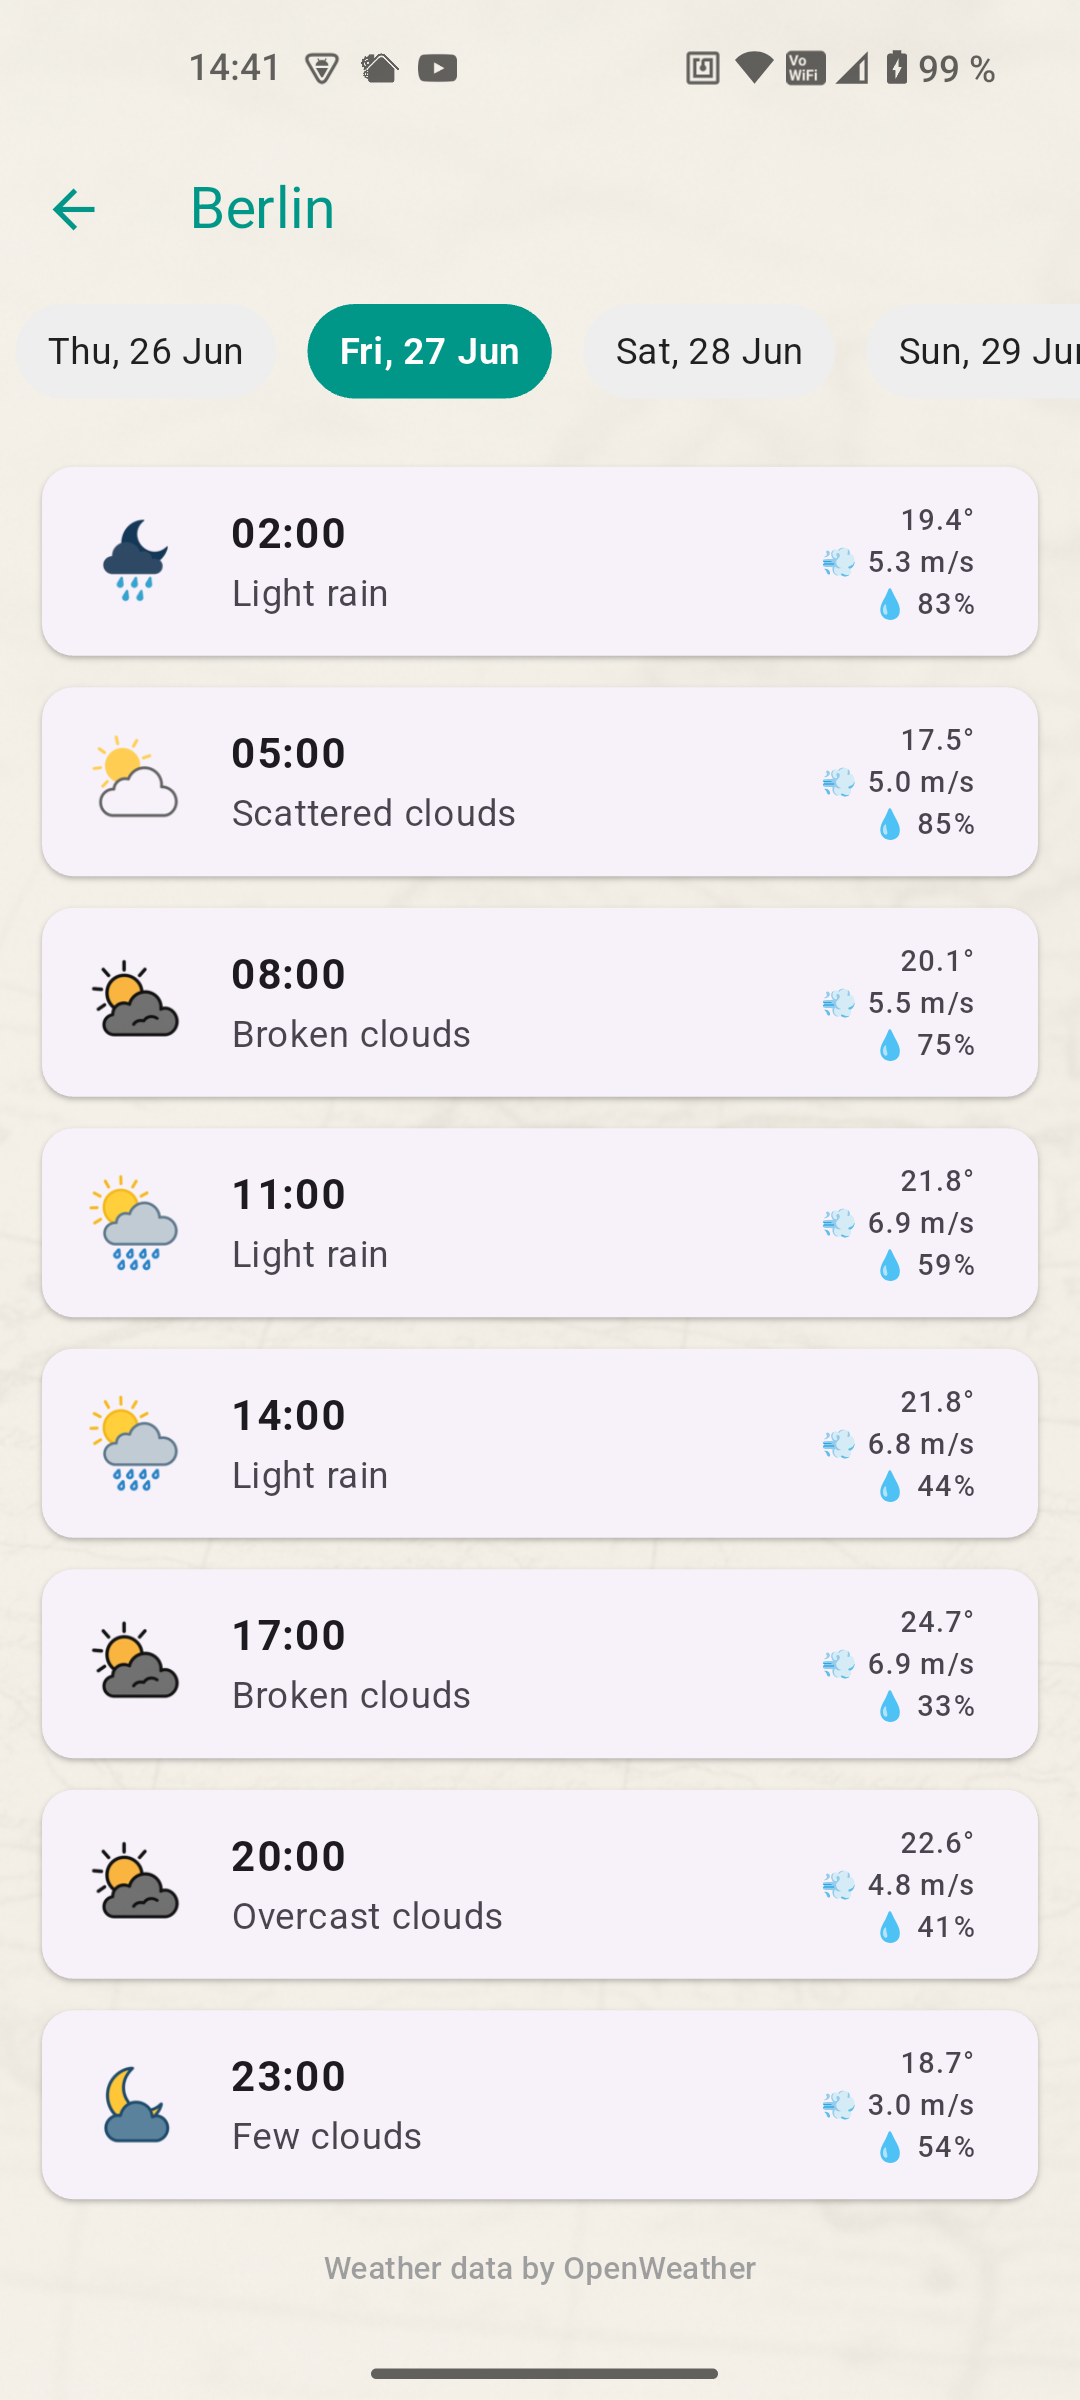 14:41
Vo
WiFi
99 %
Berlin
Thu, 26 Jun
Fri, 27 Jun
Sat, 28 Jun
Sun, 29 Jun
02:00
Light rain
19.4°
5.3 m/s
83%
05:00
Scattered clouds
17.5°
5.0 m/s
85%
08:00
Broken clouds
20.1°
5.5 m/s
75%
11:00
Light rain
21.8°
6.9 m/s
59%
14:00
Light rain
21.8°
6.8 m/s
44%
17:00
Broken clouds
24.7°
6.9 m/s
33%
20:00
Overcast clouds
22.6°
4.8 m/s
41%
23:00
Few clouds
18.7°
3.0 m/s
54%
Weather data by OpenWeather